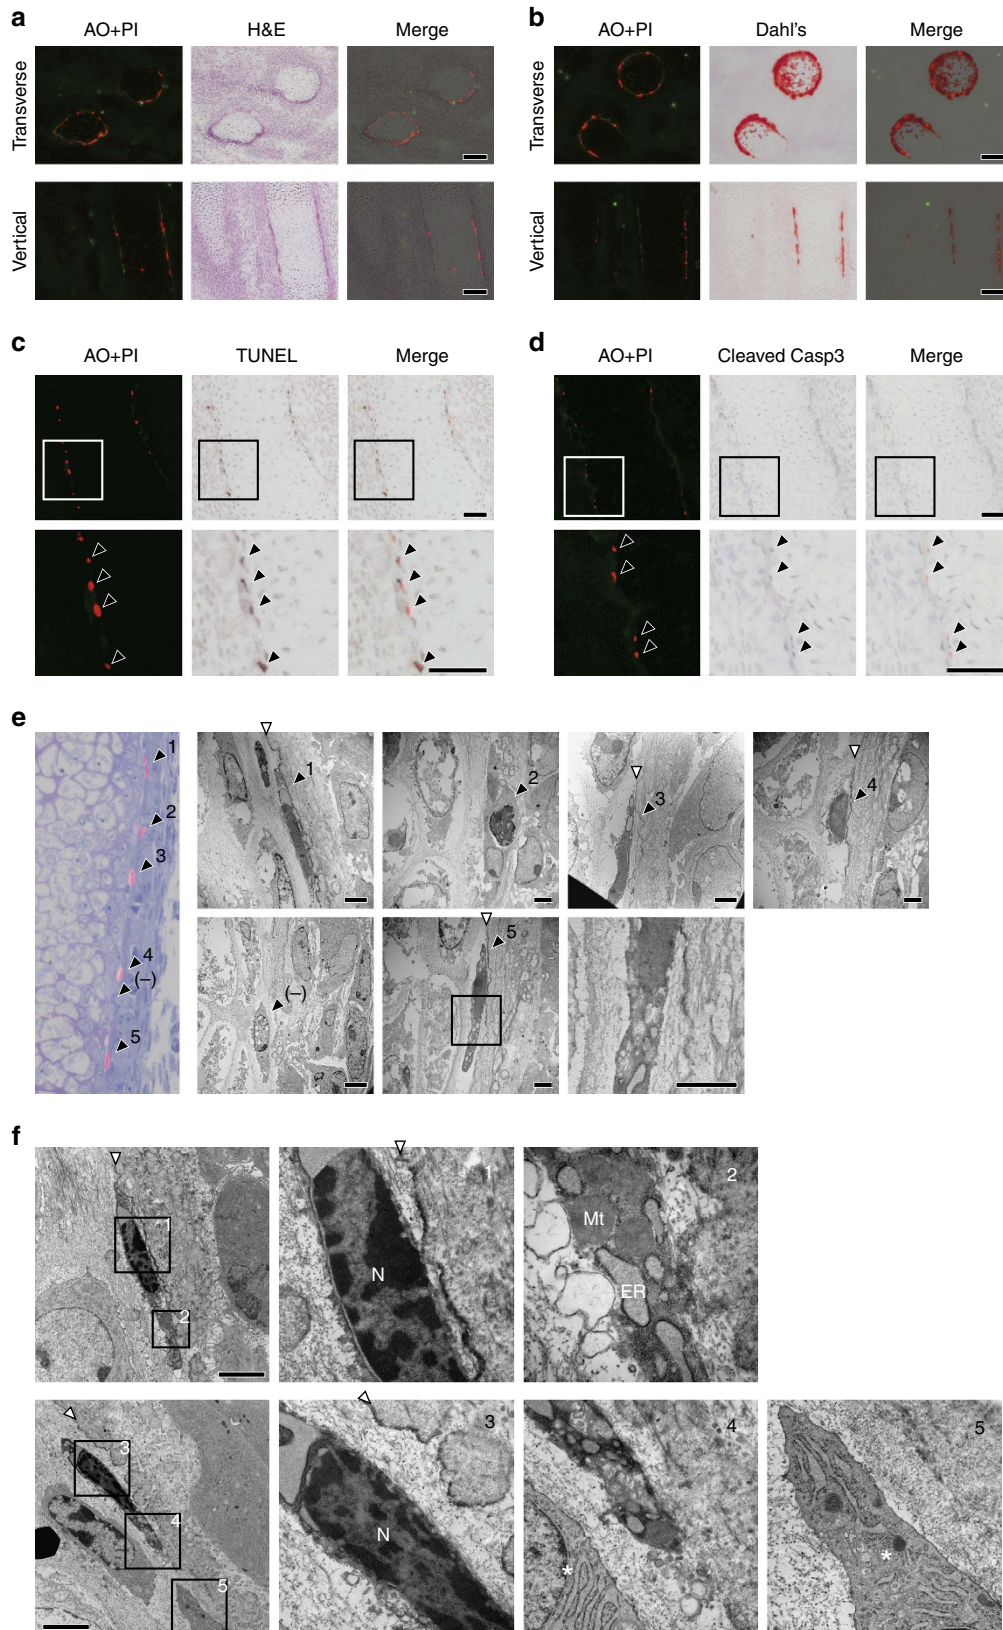 a
AO+PI H&E Merge
Transverse
Vertical
b
AO+PI Dahl's Merge
Transverse
Vertical
c
AO+PI TUNEL Merge
d
AO+PI Cleaved Casp3 Merge
e
1
2
3
4
(–)
5
1
2
3
4
(–)
5
f
1
2
1
N
2
Mt
ER
3
4
5
3
N
4
*
5
*